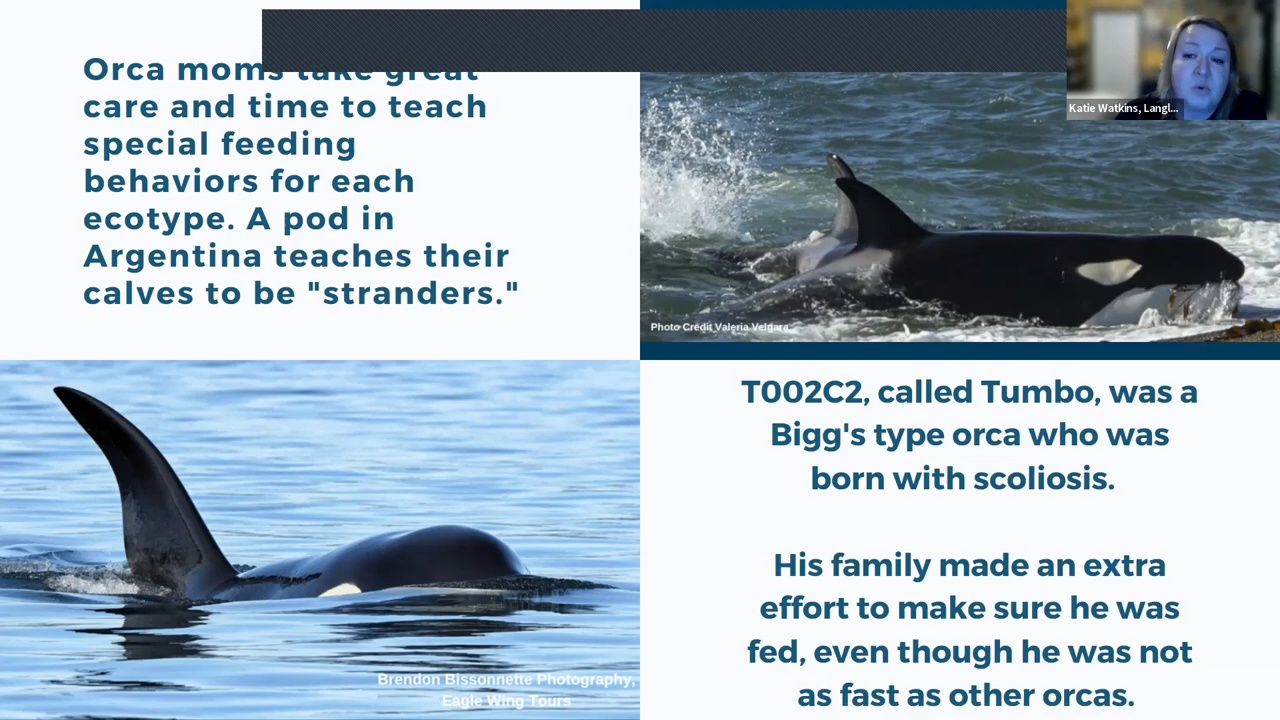 Orca moms take great
care and time to teach
special feeding
behaviors for each
ecotype. A pod in
Argentina teaches their
calves to be "stranders."
Katie Watkins, Langl...
Photo Credit Valeria Vergara
T002C2, called Tumbo, was a
Bigg's type orca who was
born with scoliosis.
His family made an extra
effort to make sure he was
fed, even though he was not
as fast as other orcas.
Brendon Bissonnette Photography,
Eagle Wing Tours